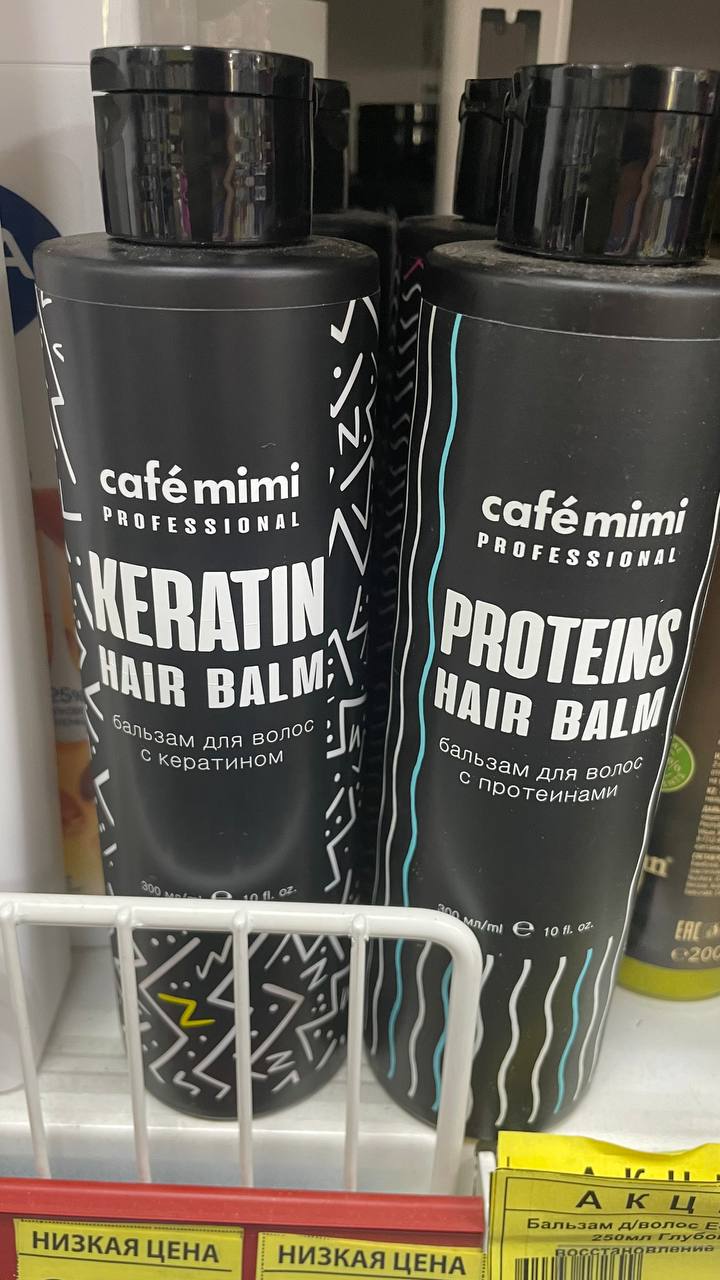 café mimi
PROFESSIONAL
KERATIN
HAIR BALM
бальзам для волос
с кератином
300 мл/ml ℮ 10 fl. oz.
café mimi
PROFESSIONAL
PROTEINS
HAIR BALM
бальзам для волос
с протеинами
300 мл/ml ℮ 10 fl. oz.
25%
EAC
℮200
НИЗКАЯ ЦЕНА
НИЗКАЯ ЦЕНА
АКЦ
Бальзам д/волос
250мл
восстановление